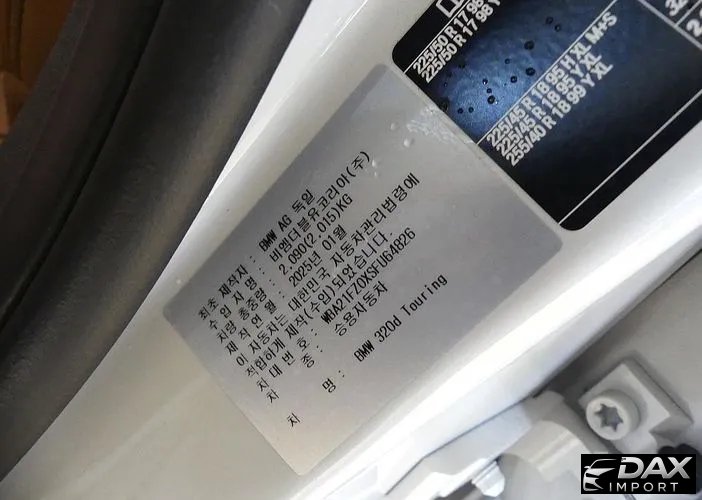 225/50 R 17 98
225/50 R 17 98 Y
225/45 R 18 95 H XL M+S
225/45 R 18 95 Y XL
255/40 R 18 99 Y XL
최초 제작자 : BMW AG 독일
수입자명 : 비엠더블유코리아(주)
차량 총중량 : 2,090(2,015)KG
제작연월 : 2025년 01월
이 자동차는 대한민국 자동차관리법령에
적합하게 제작(수입)되었습니다.
차대번호 : WBA21FZ0XSFU64826
차 종 : 승용자동차
차 명 : BMW 320d Touring
DAX
IMPORT